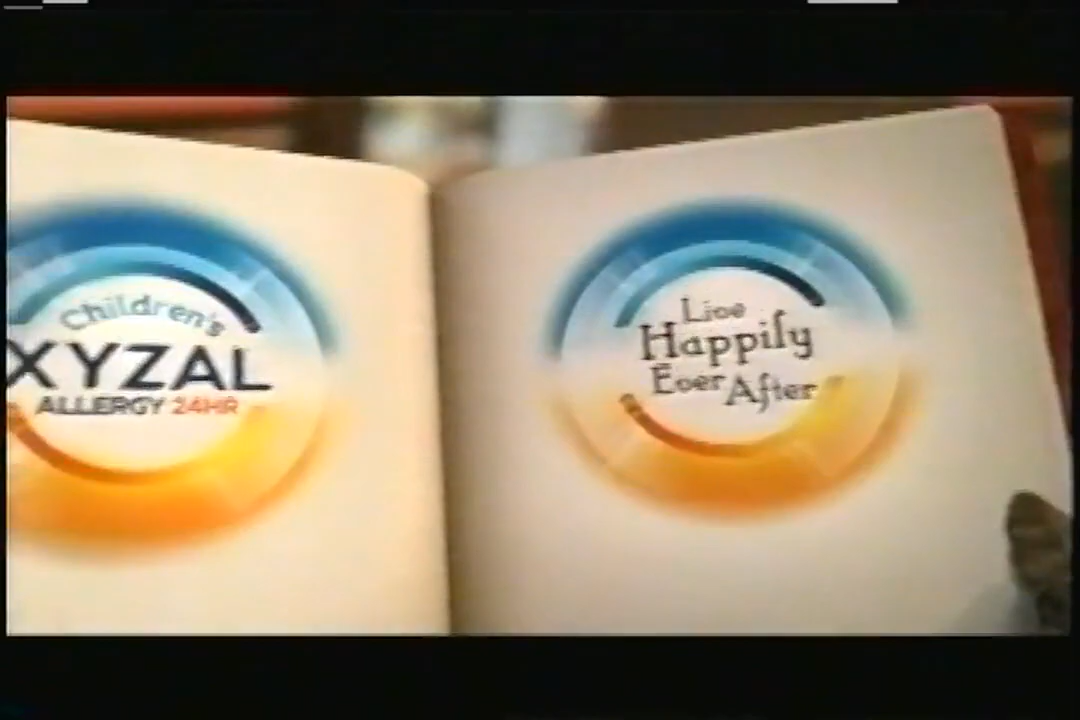 Children's
XYZAL
ALLERGY 24HR
Live
Happily
Ever After